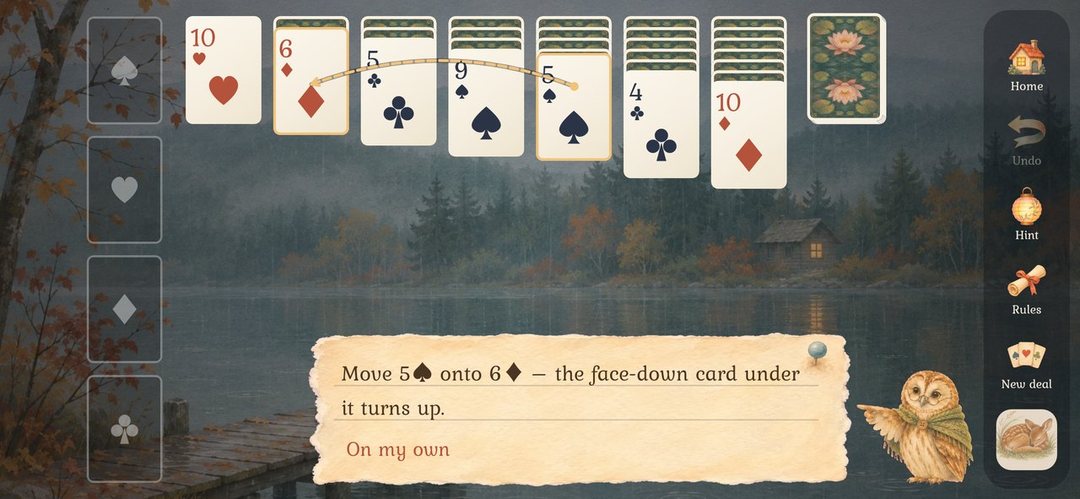 10
6
5
9
5
4
10
Home
Undo
Hint
Rules
New deal
Move 5♠ onto 6♦ – the face-down card under
it turns up.
On my own